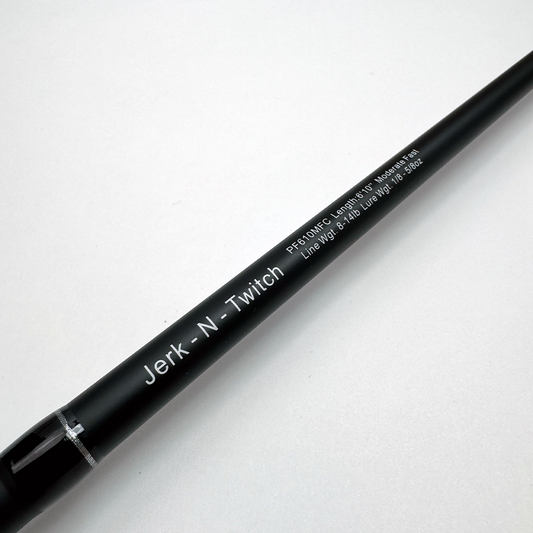 Jerk - N - Twitch
PF610MFC Length:6'10" Moderate Fast
Line Wgt. 8-14lb Lure Wgt. 1/8 - 5/8oz